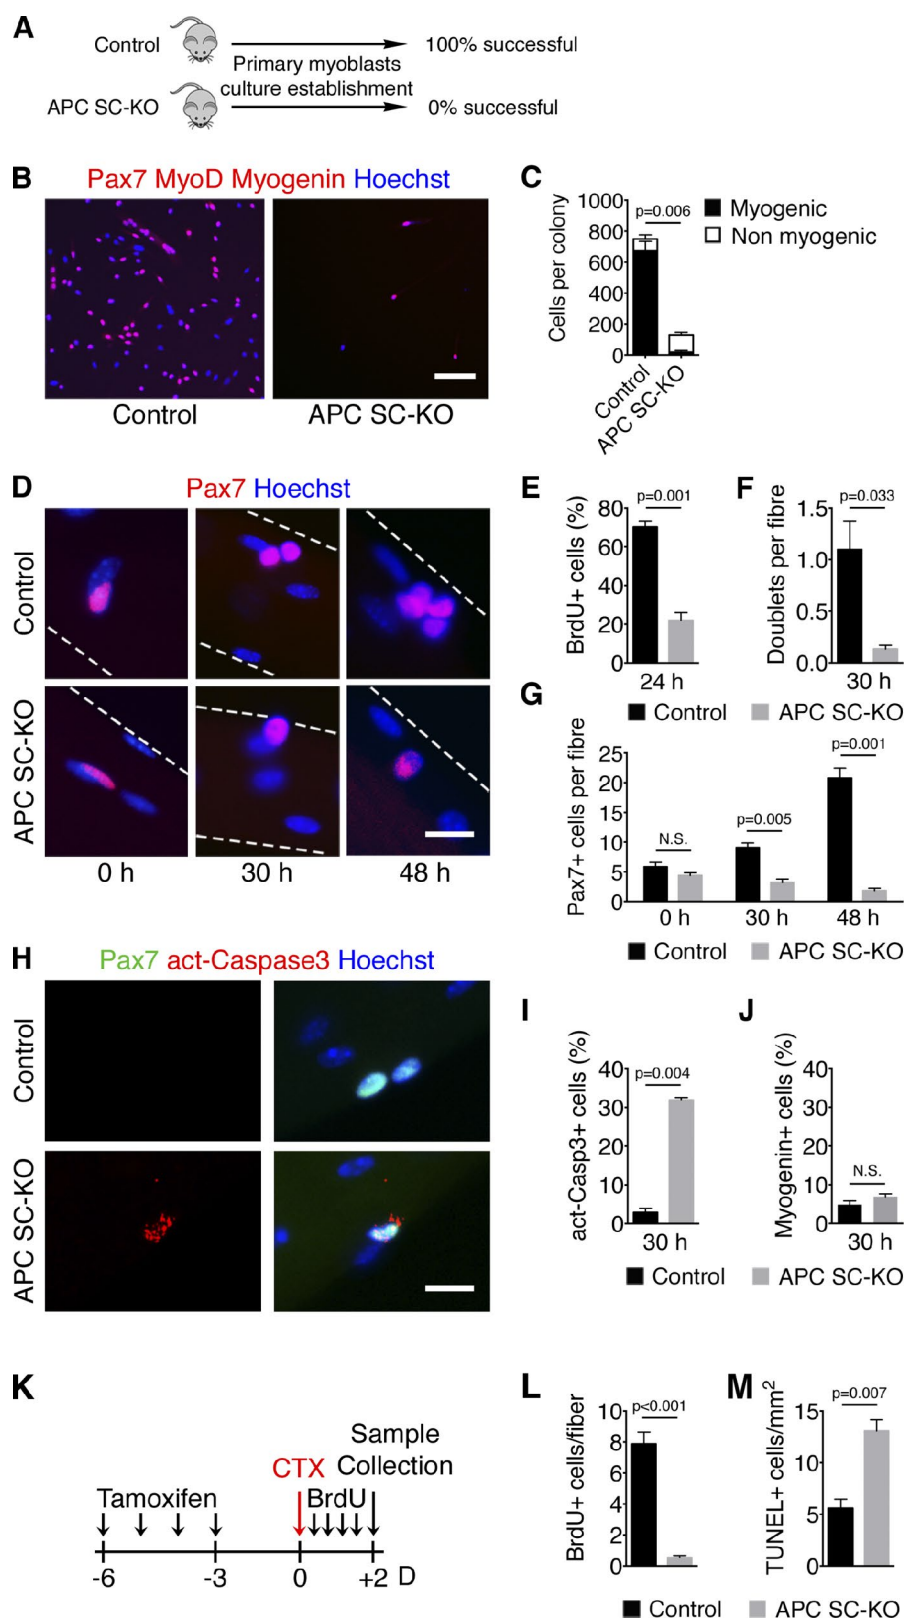 A
Control
100% successful
Primary myoblasts
culture establishment
APC SC-KO
0% successful
B
Pax7 MyoD Myogenin Hoechst
Control
APC SC-KO
C
Cells per colony
1000
800
600
400
200
0
p=0.006
Myogenic
Non myogenic
Control
APC SC-KO
D
Pax7 Hoechst
Control
APC SC-KO
0 h
30 h
48 h
E
BrdU+ cells (%)
80
60
40
20
0
p=0.001
24 h
F
Doublets per fibre
1.5
1.0
0.5
0.0
p=0.033
30 h
Control
APC SC-KO
G
Pax7+ cells per fibre
25
20
15
10
5
0
N.S.
p=0.005
p=0.001
0 h
30 h
48 h
Control
APC SC-KO
H
Pax7 act-Caspase3 Hoechst
Control
APC SC-KO
I
act-Casp3+ cells (%)
40
30
20
10
0
p=0.004
30 h
J
Myogenin+ cells (%)
40
30
20
10
0
N.S.
30 h
Control
APC SC-KO
K
Tamoxifen
CTX
BrdU
Sample
Collection
-6
-3
0
+2
D
L
BrdU+ cells/fiber
10
8
6
4
2
0
p<0.001
M
TUNEL+ cells/mm²
15
10
5
0
p=0.007
Control
APC SC-KO